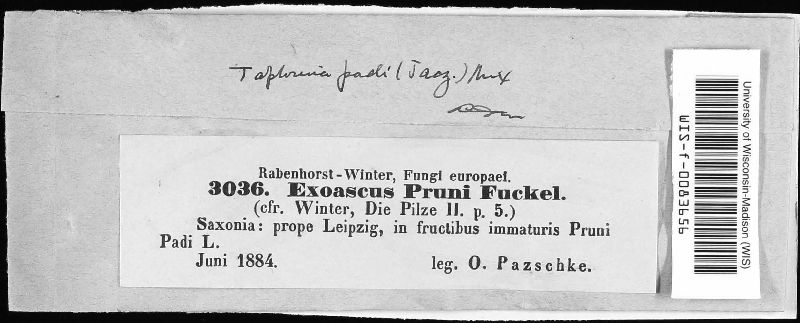 Taphrina padi (Jacz.) Mix
Rabenhorst-Winter, Fungi europaei.
3036. Exoascus Pruni Fuckel.
(cfr. Winter, Die Pilze II. p. 5.)
Saxonia: prope Leipzig, in fructibus immaturis Pruni
Padi L.
Juni 1884. leg. O. Pazschke.
University of Wisconsin-Madison (WIS)
WIS-f-0083956